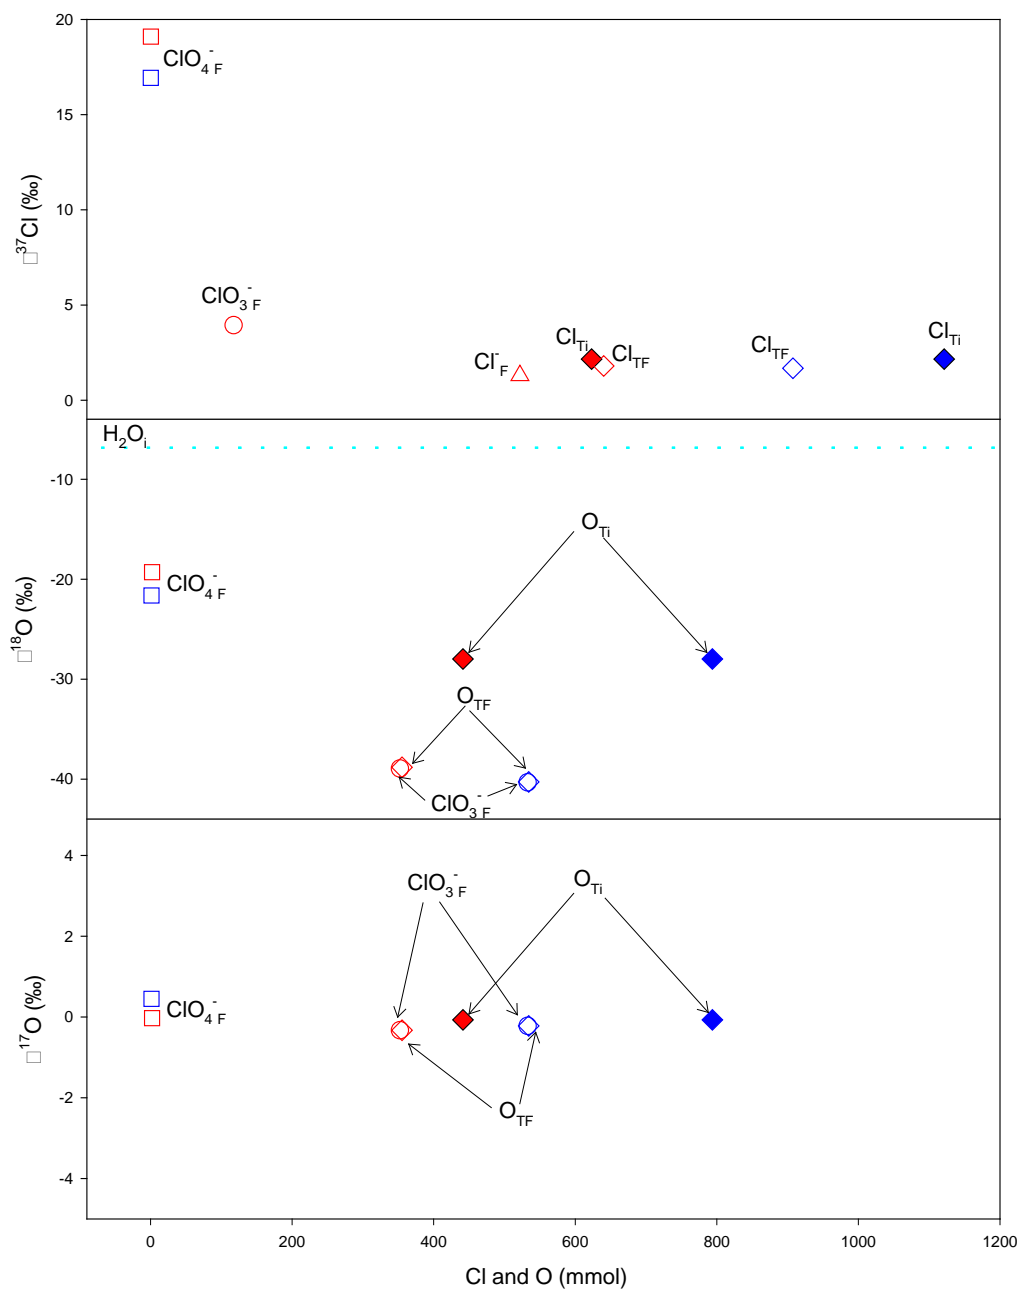 20
15
10
5
0
□³⁷Cl (‰)
ClO₄⁻F
ClO₃⁻F
Cl⁻F
ClTi
ClTF
ClTF
ClTi
H₂Oi
-10
-20
-30
-40
□¹⁸O (‰)
OTi
ClO₄⁻F
OTF
ClO₃⁻F
4
2
0
-2
-4
□¹⁷O (‰)
ClO₃⁻F
OTi
ClO₄⁻F
OTF
0 200 400 600 800 1000 1200
Cl and O (mmol)